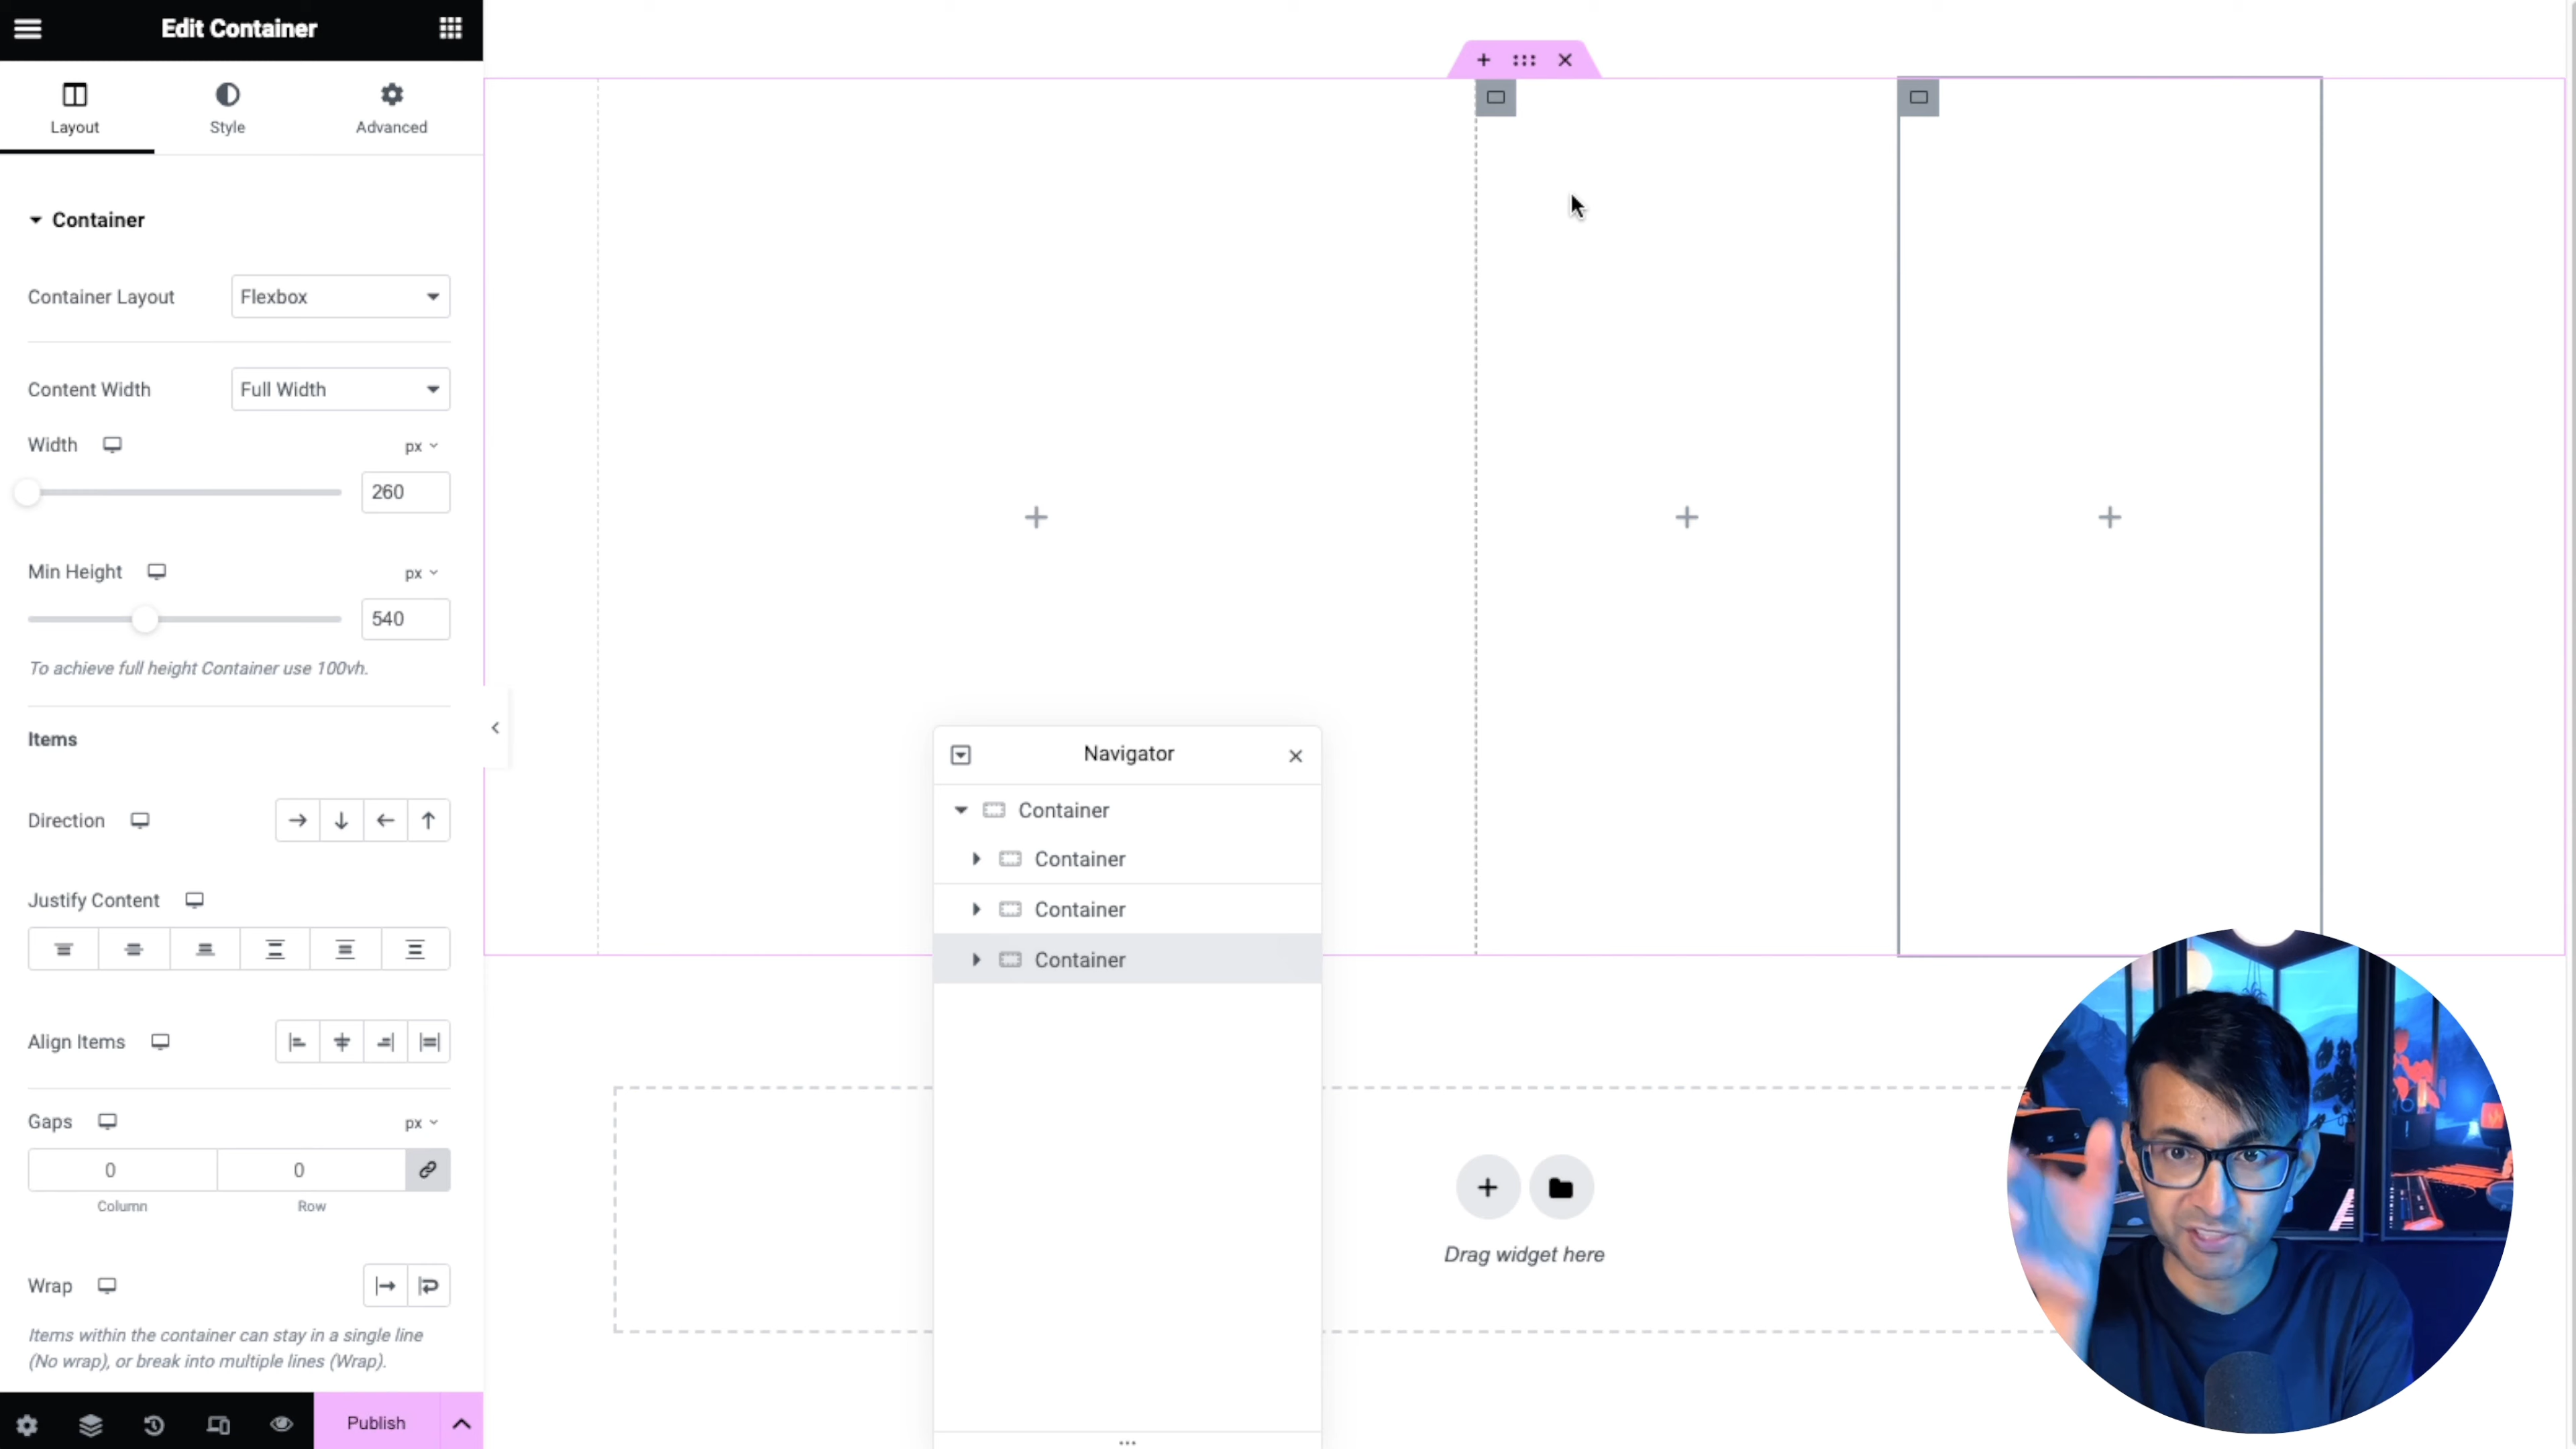 Edit Container
Layout
Style
Advanced
Container
Container Layout
Flexbox
Content Width
Full Width
Width
px
260
Min Height
px
540
To achieve full height Container use 100vh.
Items
Direction
Justify Content
Align Items
Gaps
px
0
0
Column
Row
Wrap
Items within the container can stay in a single line
(No wrap), or break into multiple lines (Wrap).
Publish
Navigator
Container
Container
Container
Container
Drag widget here